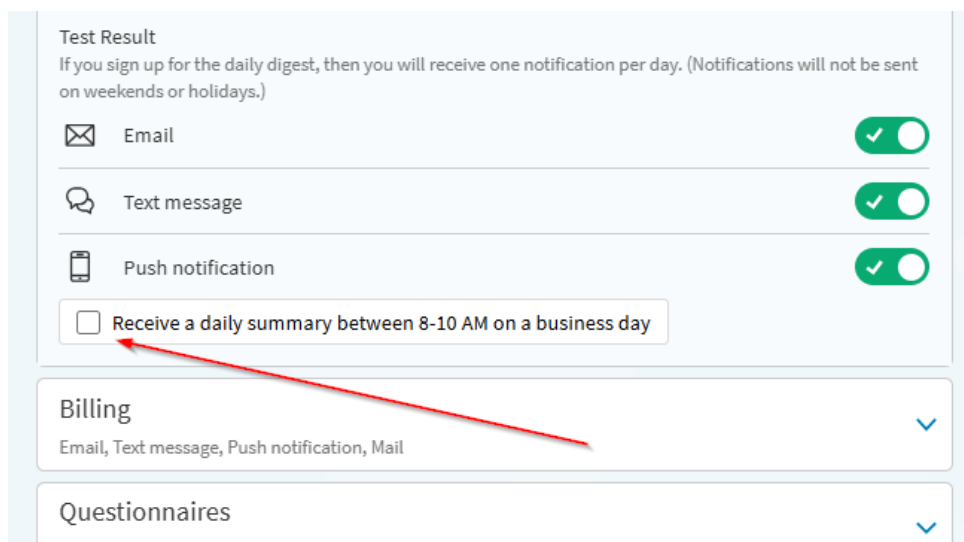 Test Result
If you sign up for the daily digest, then you will receive one notification per day. (Notifications will not be sent
on weekends or holidays.)
Email
Text message
Push notification
Receive a daily summary between 8-10 AM on a business day
Billing
Email, Text message, Push notification, Mail
Questionnaires